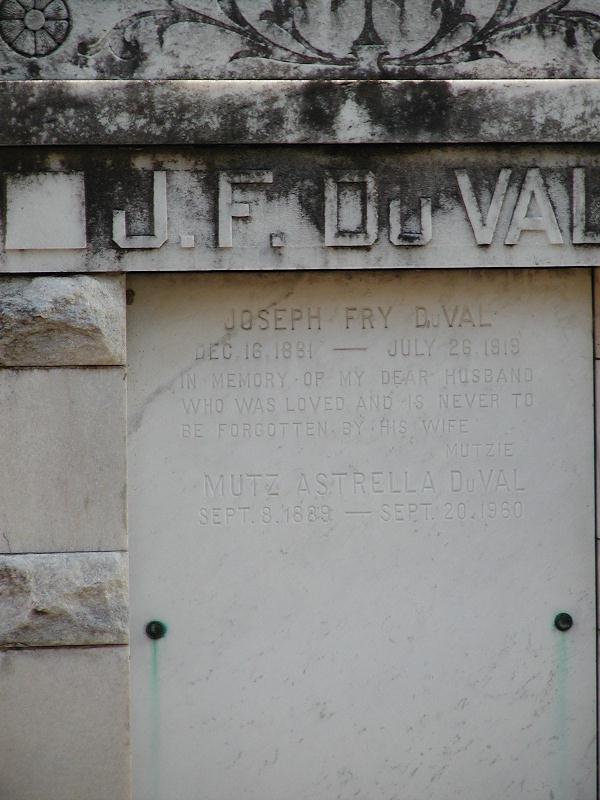 J.F. DuVAL
JOSEPH FRY DuVAL
DEC. 16, 1881 — JULY 26, 1919
IN MEMORY OF MY DEAR HUSBAND
WHO WAS LOVED AND IS NEVER TO
BE FORGOTTEN BY HIS WIFE
MUTZIE
MUTZ ASTRELLA DuVAL
SEPT. 8, 1889 — SEPT. 20, 1960